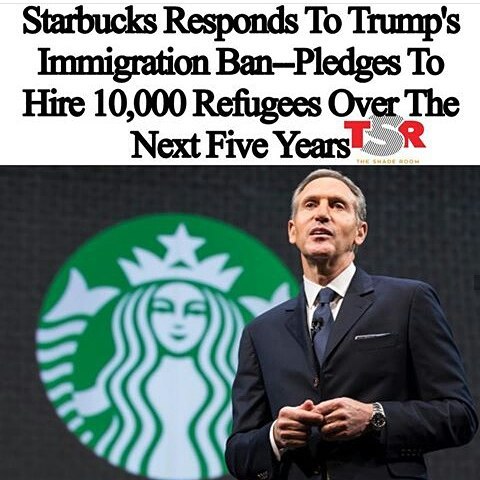 Starbucks Responds To Trump's
Immigration Ban--Pledges To
Hire 10,000 Refugees Over The
Next Five Years
TSR
THE SHADE ROOM